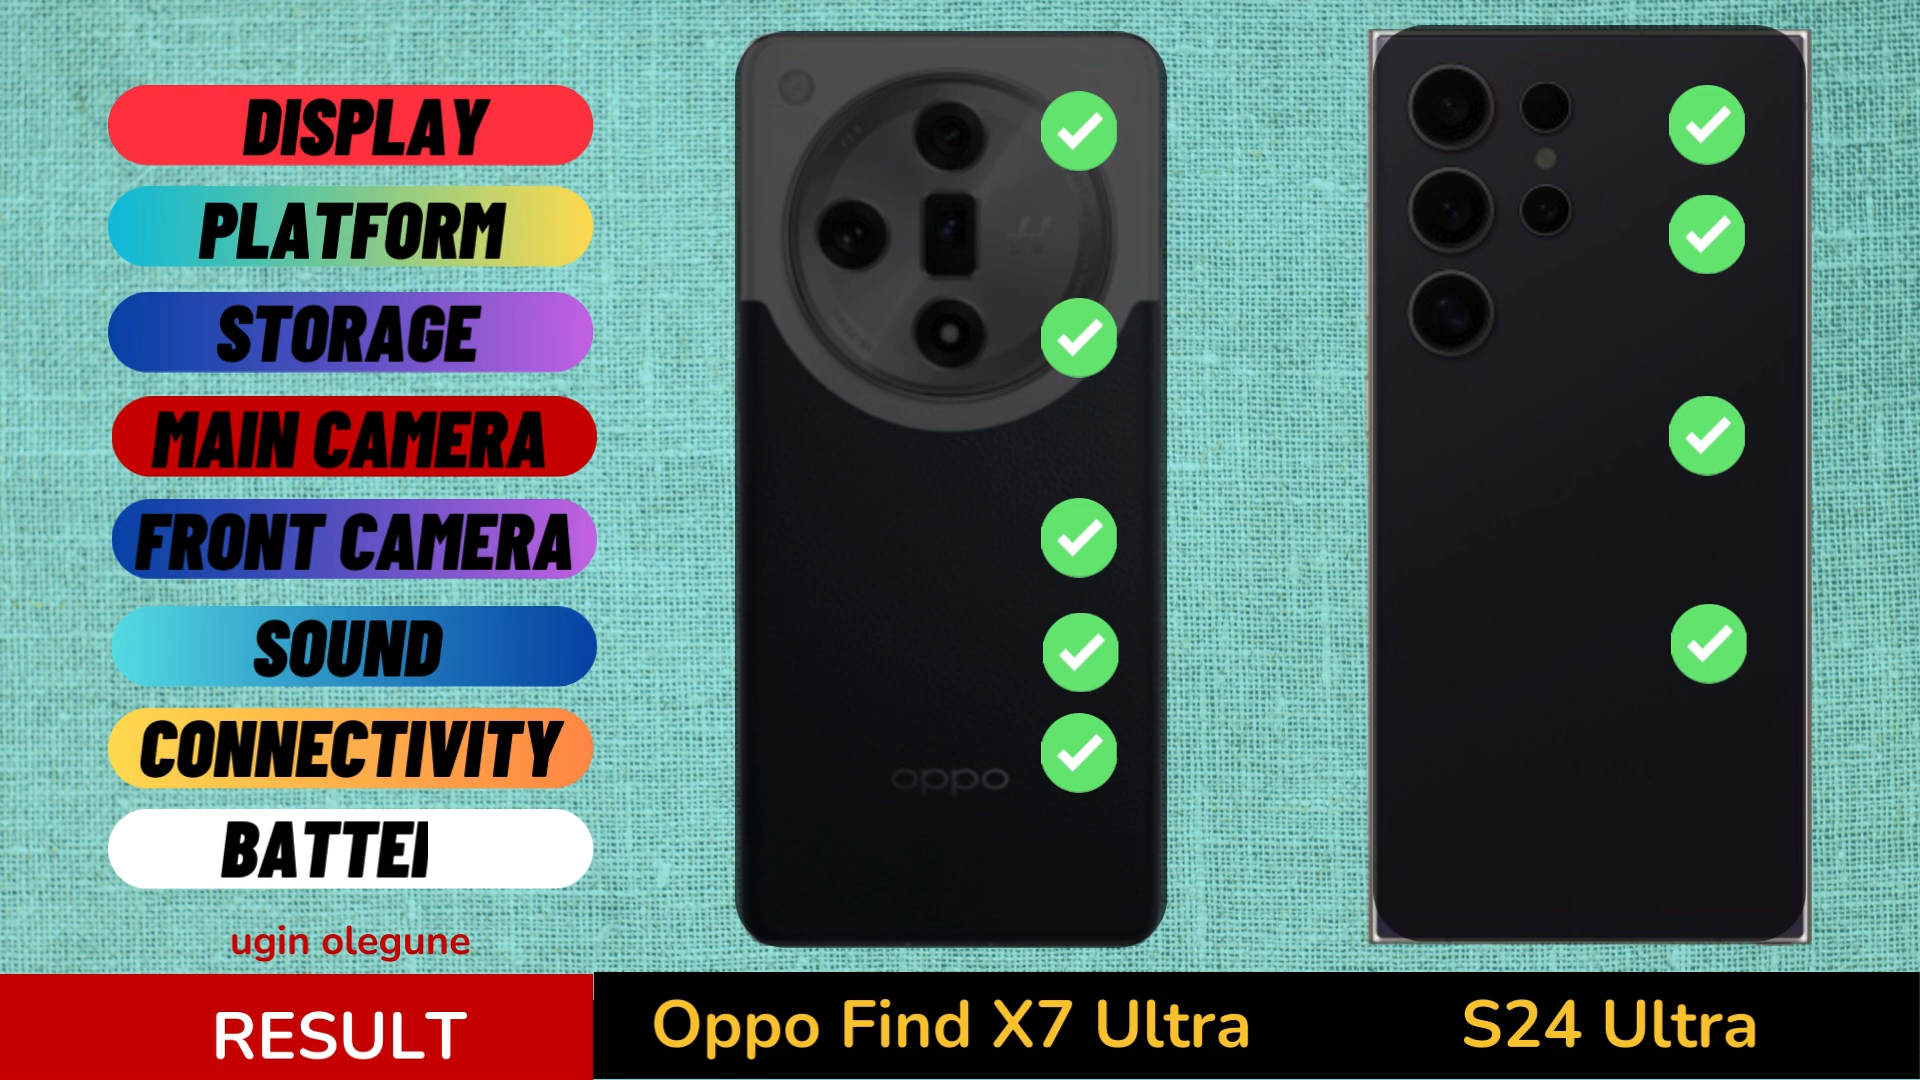 DISPLAY
PLATFORM
STORAGE
MAIN CAMERA
FRONT CAMERA
SOUND
CONNECTIVITY
BATTE
ugin olegune
oppo
RESULT
Oppo Find X7 Ultra
S24 Ultra